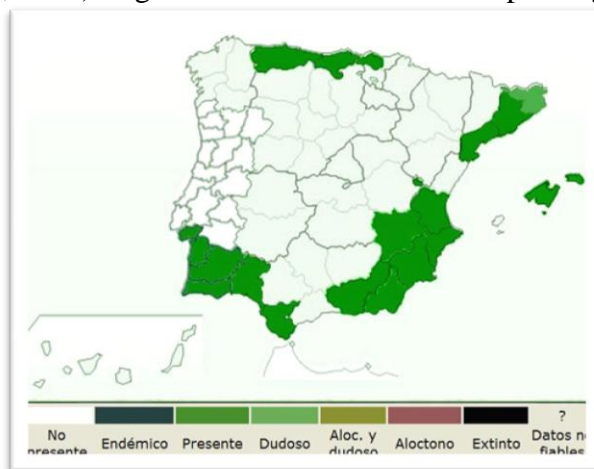 ?
No Endémico Presente Dudoso Aloc. y Aloctono Extinto Datos n
presente dudoso fiables